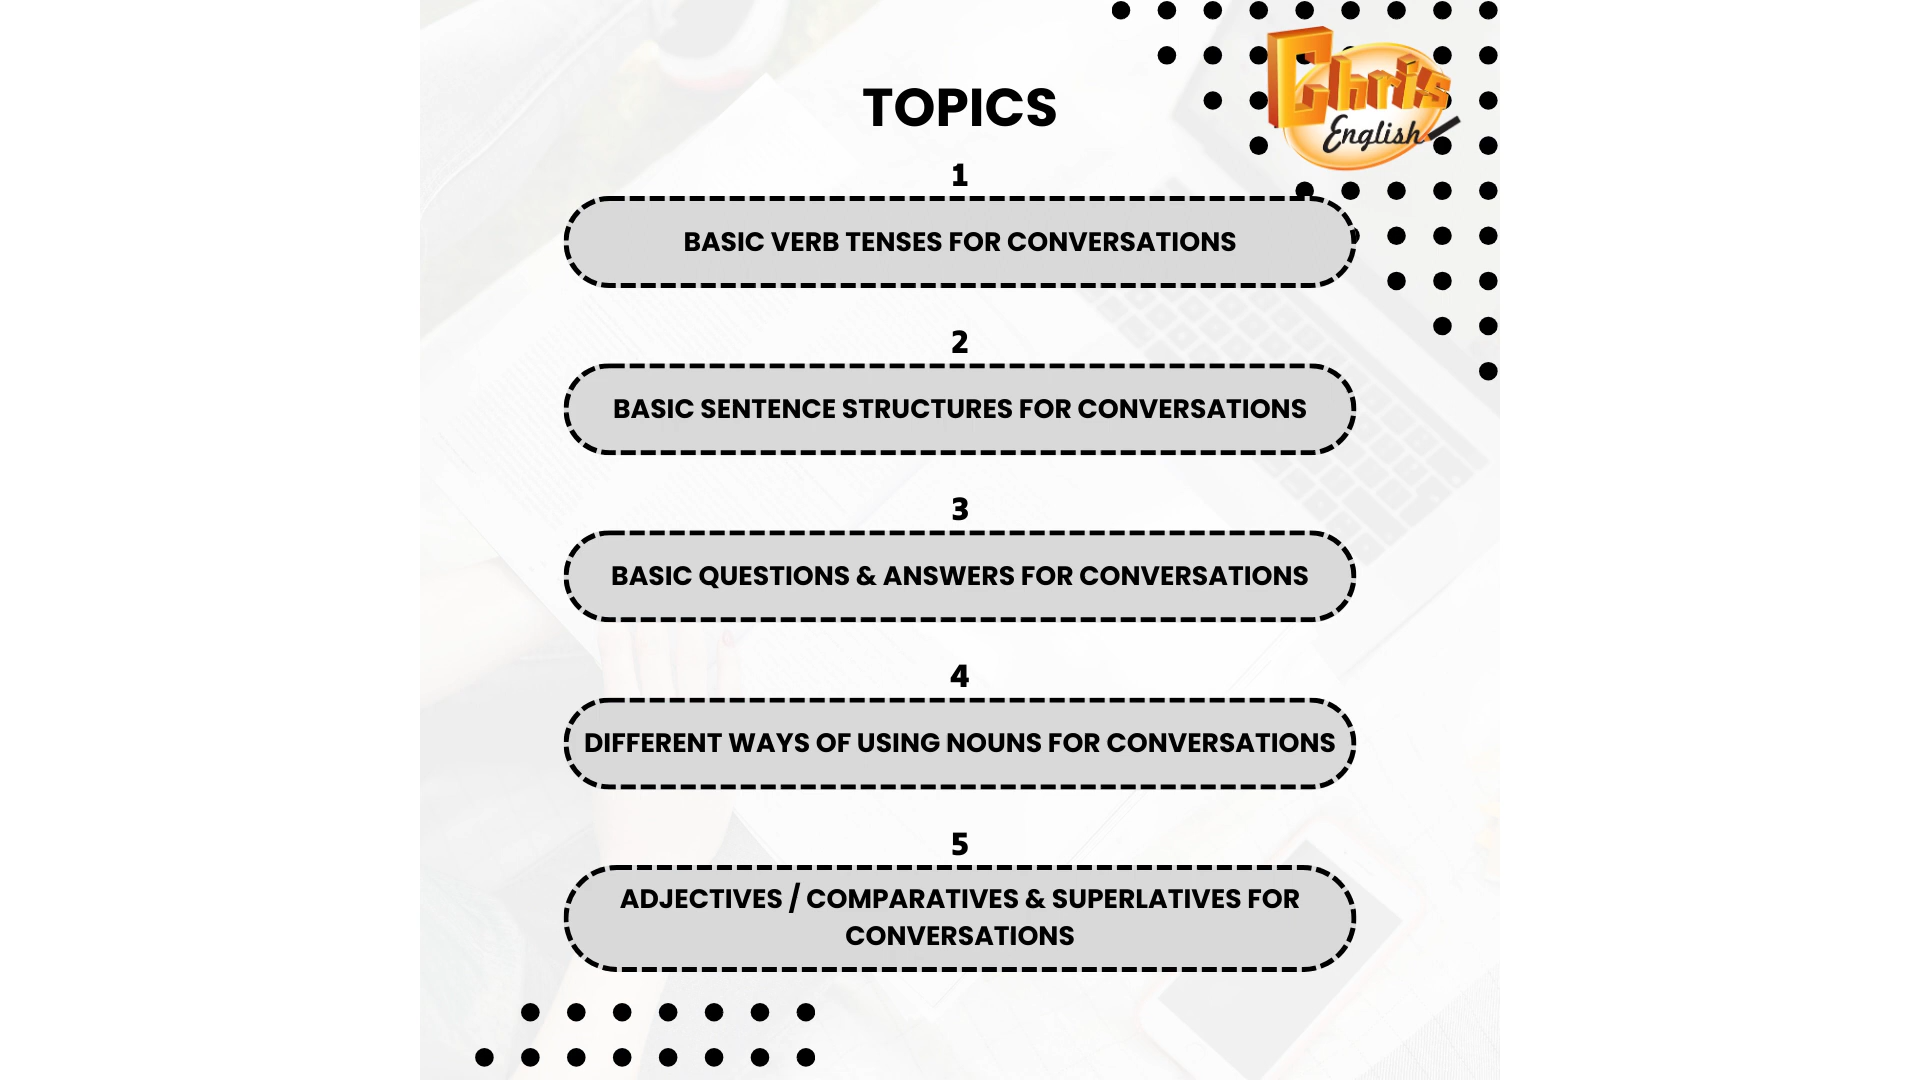 Chris
English
TOPICS
1
BASIC VERB TENSES FOR CONVERSATIONS
2
BASIC SENTENCE STRUCTURES FOR CONVERSATIONS
3
BASIC QUESTIONS & ANSWERS FOR CONVERSATIONS
4
DIFFERENT WAYS OF USING NOUNS FOR CONVERSATIONS
5
ADJECTIVES / COMPARATIVES & SUPERLATIVES FOR
CONVERSATIONS